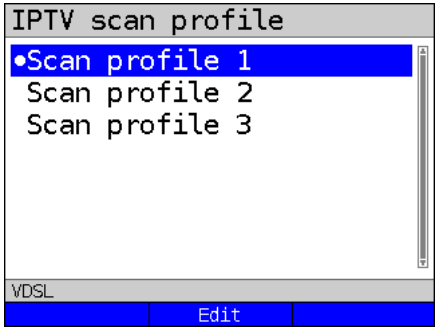 IPTV scan profile
●Scan profile 1
Scan profile 2
Scan profile 3
VDSL
Edit